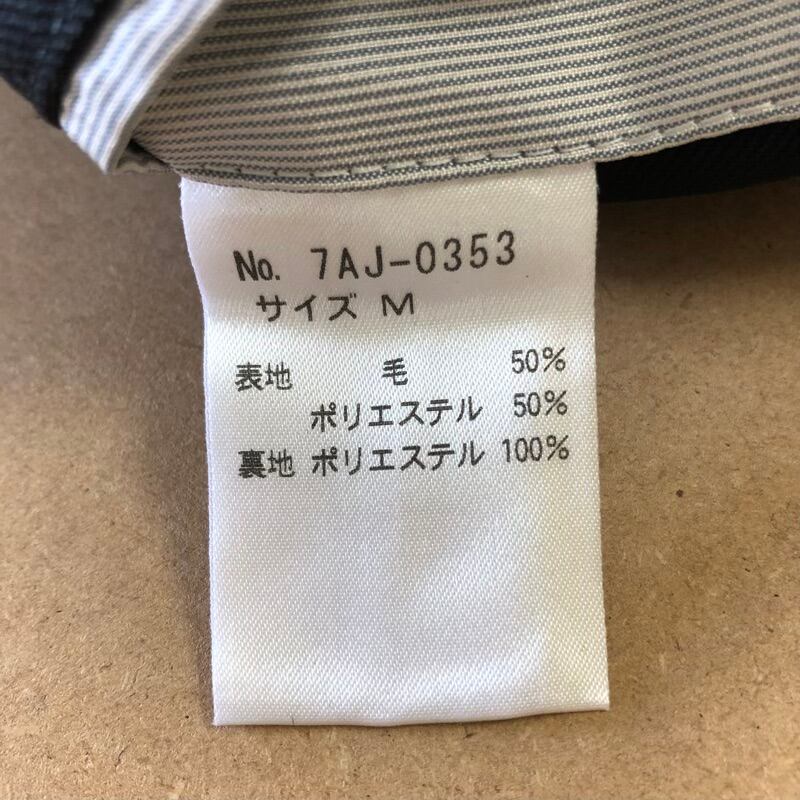 No. 7AJ-0353
サイズ M
表地 毛 50%
ポリエステル 50%
裏地 ポリエステル 100%